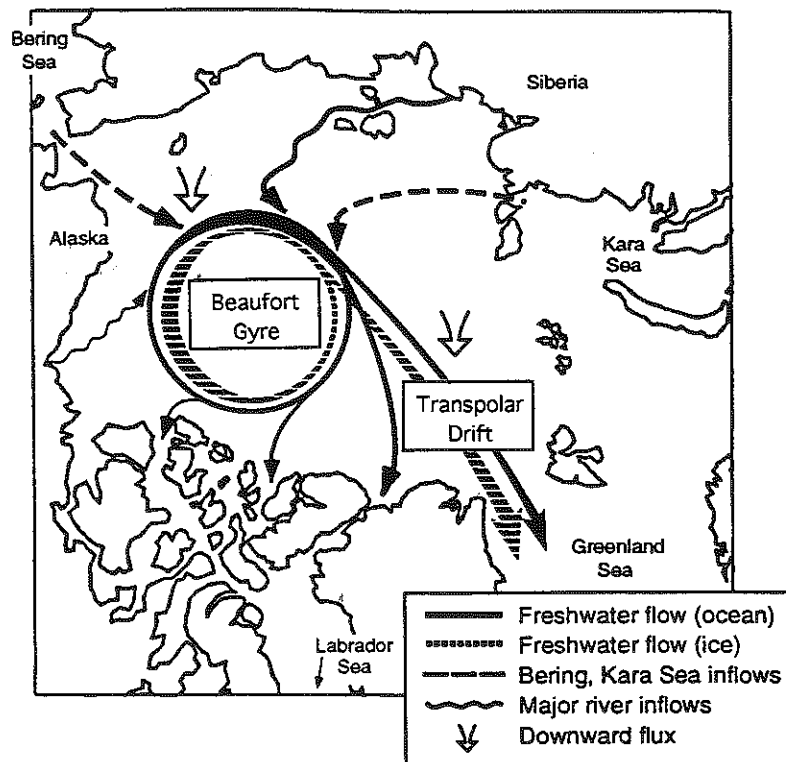 Bering
Sea
Siberia
Alaska
Kara
Sea
Beaufort
Gyre
Transpolar
Drift
Greenland
Sea
Labrador
Sea
Freshwater flow (ocean)
Freshwater flow (ice)
Bering, Kara Sea inflows
Major river inflows
Downward flux